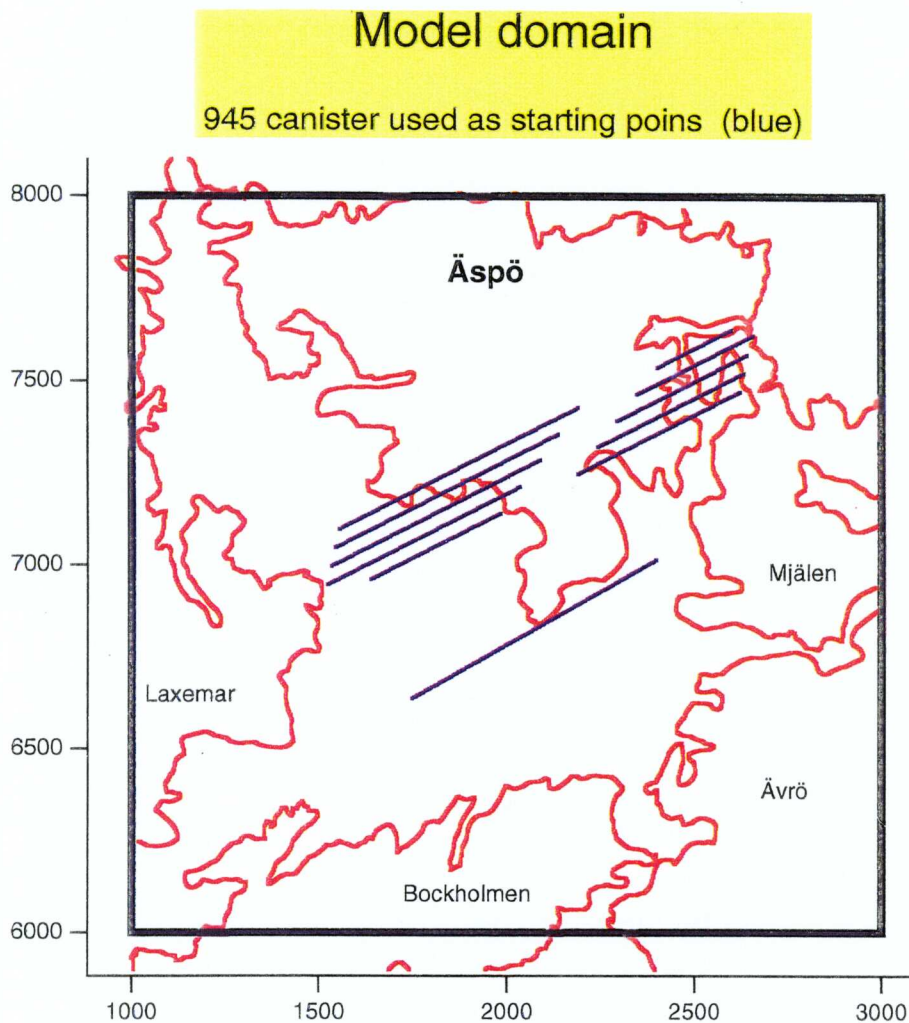 Model domain
945 canister used as starting poins (blue)
8000
7500
7000
6500
6000
Äspö
Mjälen
Laxemar
Ävrö
Bockholmen
1000
1500
2000
2500
3000